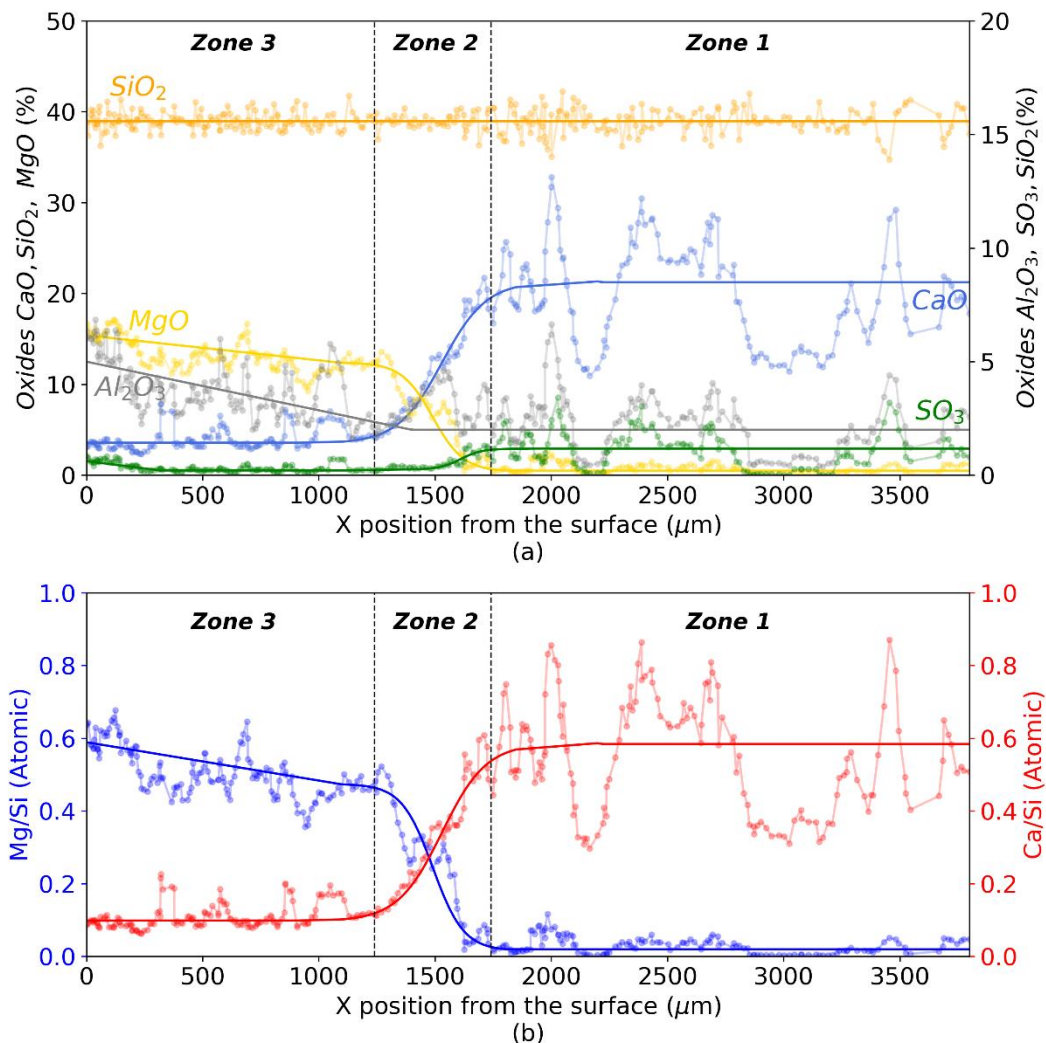 50
40
30
20
10
0
Oxides CaO, SiO₂, MgO (%)
Zone 3
Zone 2
Zone 1
SiO₂
MgO
Al₂O₃
CaO
SO₃
20
15
10
5
0
Oxides Al₂O₃, SO₃, SiO₂(%)
0 500 1000 1500 2000 2500 3000 3500
X position from the surface (μm)
(a)
1.0
0.8
0.6
0.4
0.2
0.0
Mg/Si (Atomic)
Zone 3
Zone 2
Zone 1
1.0
0.8
0.6
0.4
0.2
0.0
Ca/Si (Atomic)
0 500 1000 1500 2000 2500 3000 3500
X position from the surface (μm)
(b)